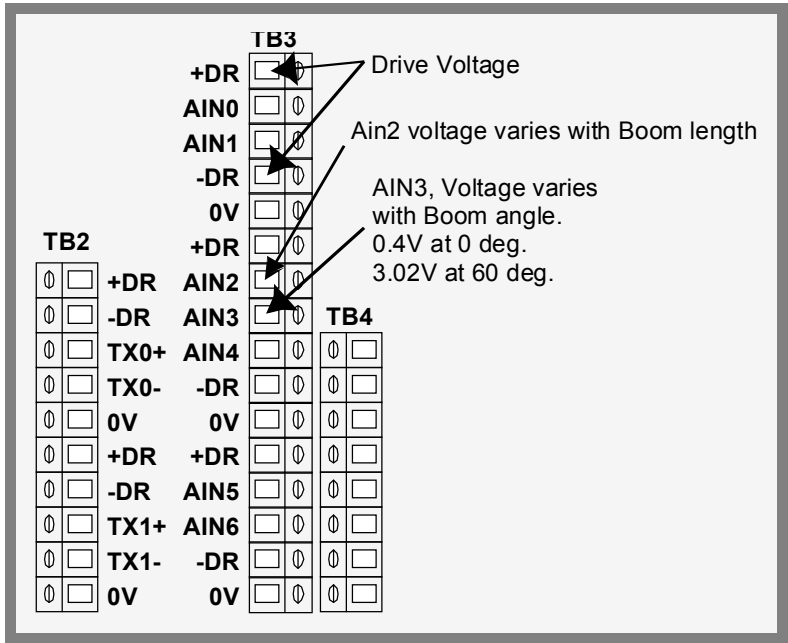 TB3
+DR
AIN0
AIN1
-DR
0V
+DR
AIN2
AIN3
AIN4
-DR
0V
+DR
AIN5
AIN6
-DR
0V
Drive Voltage
Ain2 voltage varies with Boom length
AIN3, Voltage varies
with Boom angle.
0.4V at 0 deg.
3.02V at 60 deg.
TB2
+DR
-DR
TX0+
TX0-
0V
+DR
-DR
TX1+
TX1-
0V
TB4